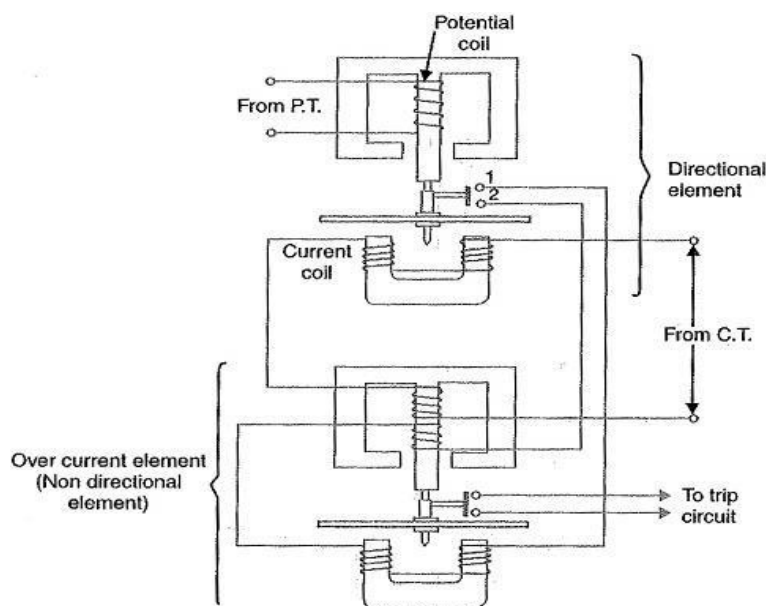 Potential
coil
From P.T.
1
2
Directional
element
Current
coil
From C.T.
Over current element
(Non directional
element)
To trip
circuit